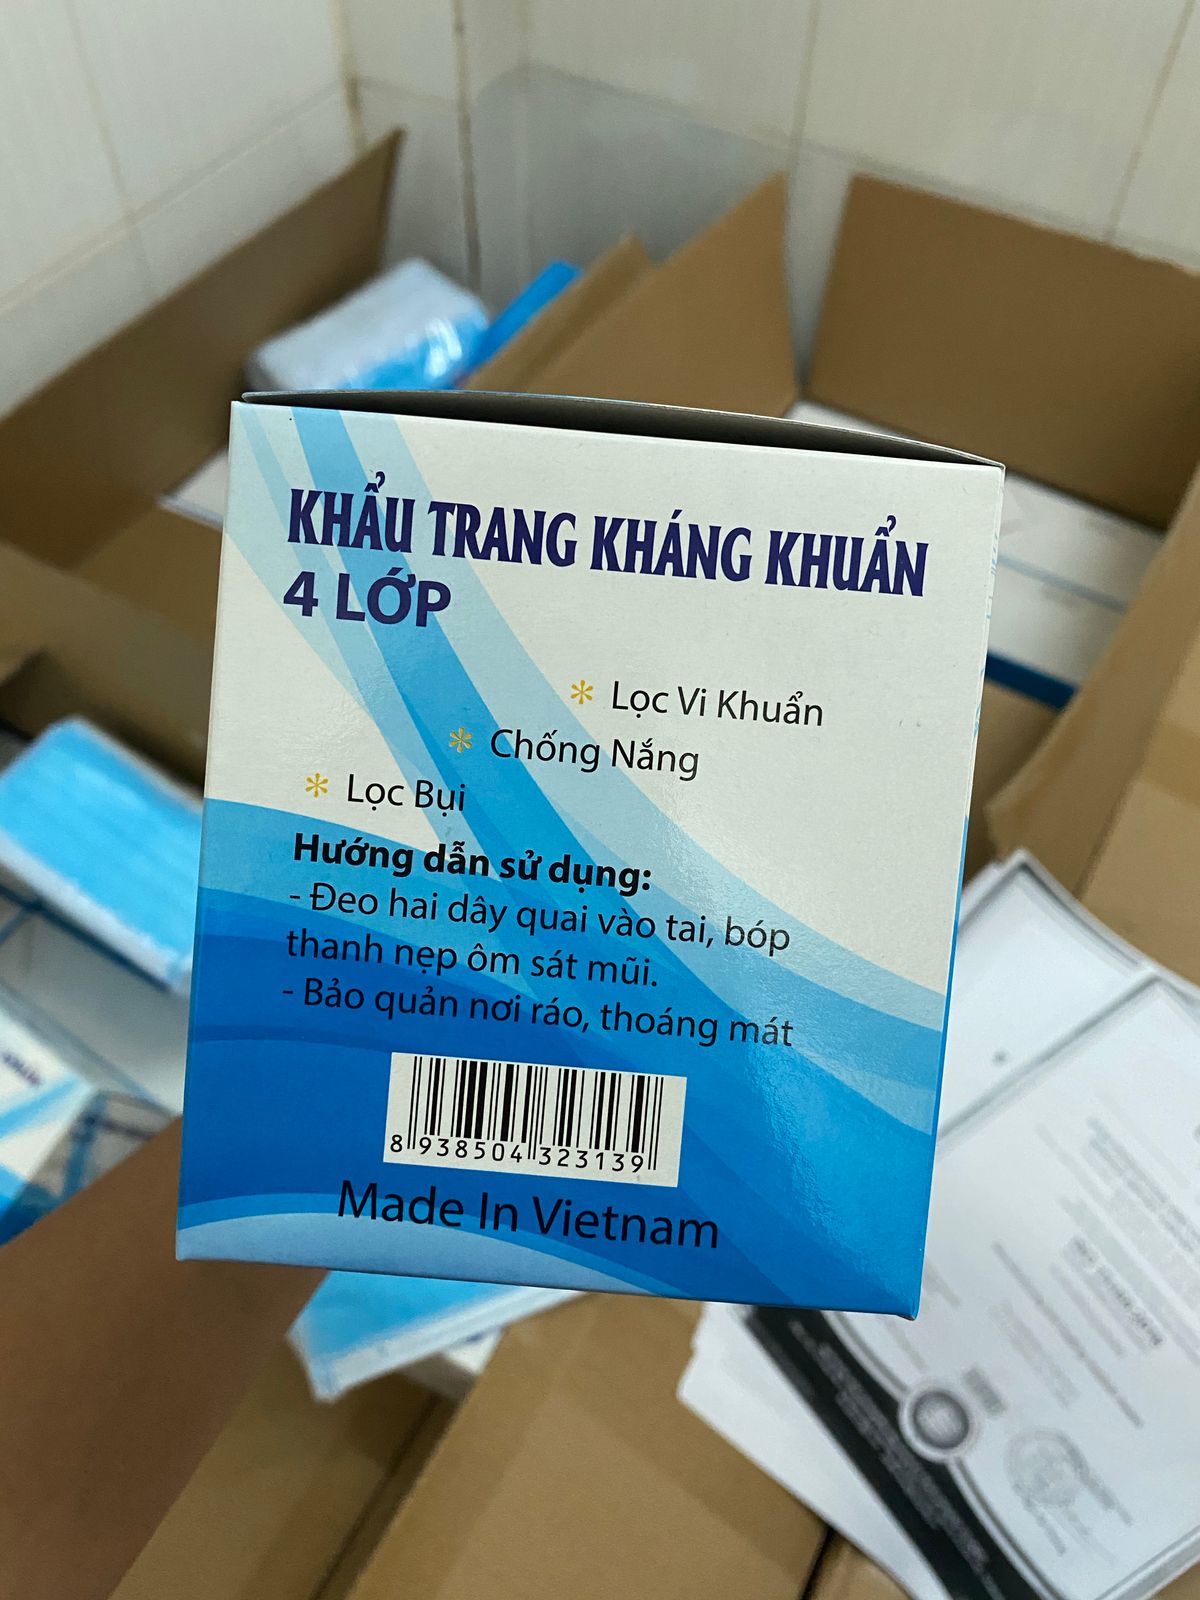 KHẨU TRANG KHÁNG KHUẨN
4 LỚP
* Lọc Vi Khuẩn
* Chống Nắng
* Lọc Bụi
Hướng dẫn sử dụng:
- Đeo hai dây quai vào tai, bóp
thanh nẹp ôm sát mũi.
- Bảo quản nơi ráo, thoáng mát
8 938504 323139
Made In Vietnam